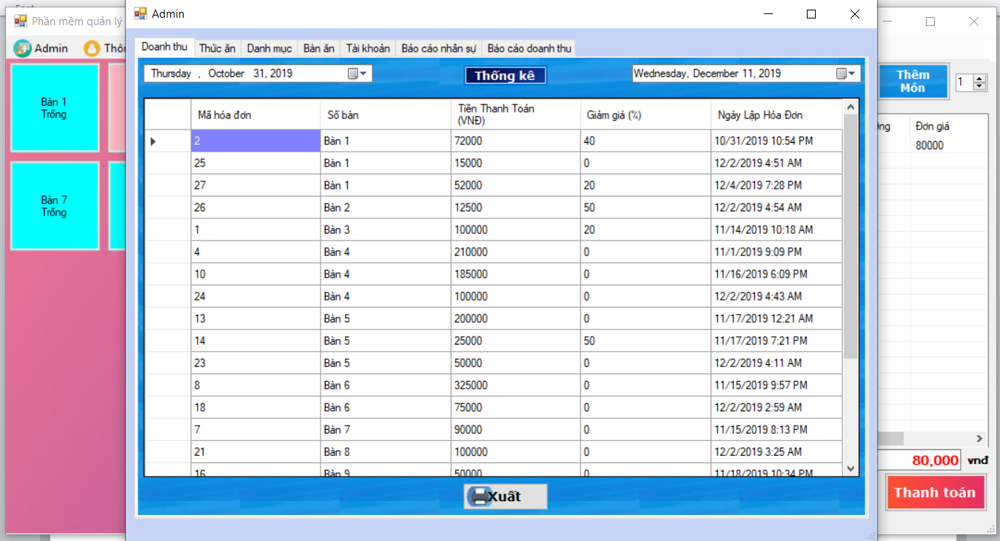 Phần mềm quản lý
Admin
Admin
Doanh thu Thức ăn Danh mục Bàn ăn Tài khoản Báo cáo nhân sự Báo cáo doanh thu
Thursday , October 31, 2019
Thống kê
Wednesday, December 11, 2019
Thêm
Món
1
Bàn 1
Trống
Bàn 7
Trống
Mã hóa đơn Số bàn Tiền Thanh Toán (VNĐ) Giảm giá (%) Ngày Lập Hóa Đơn
2 Bàn 1 72000 40 10/31/2019 10:54 PM
25 Bàn 1 15000 0 12/2/2019 4:51 AM
27 Bàn 1 52000 20 12/4/2019 7:28 PM
26 Bàn 2 12500 50 12/2/2019 4:54 AM
1 Bàn 3 100000 20 11/14/2019 10:18 AM
4 Bàn 4 210000 0 11/1/2019 9:09 PM
10 Bàn 4 185000 0 11/16/2019 6:09 PM
24 Bàn 4 100000 0 12/2/2019 4:43 AM
13 Bàn 5 200000 0 11/17/2019 12:21 AM
14 Bàn 5 25000 50 11/17/2019 7:21 PM
23 Bàn 5 50000 0 12/2/2019 4:11 AM
8 Bàn 6 325000 0 11/15/2019 9:57 PM
18 Bàn 6 75000 0 12/2/2019 2:59 AM
7 Bàn 7 90000 0 11/15/2019 8:13 PM
21 Bàn 8 100000 0 12/2/2019 3:25 AM
16 Bàn 9 50000 0 11/18/2019 10:34 PM
Xuất
Đơn giá
80000
80,000 vnđ
Thanh toán